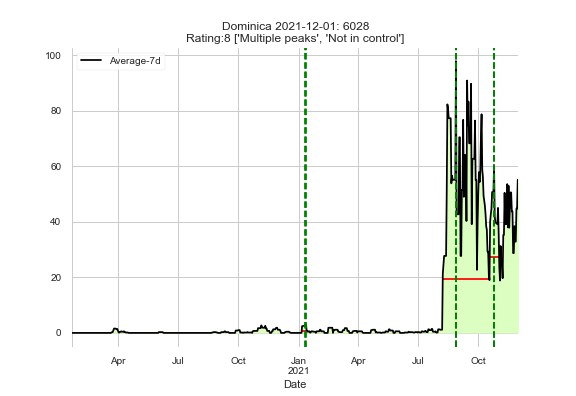 Dominica 2021-12-01: 6028
Rating:8 ['Multiple peaks', 'Not in control']
Average-7d
100
80
60
40
20
0
Apr Jul Oct Jan Apr Jul Oct
2021
Date